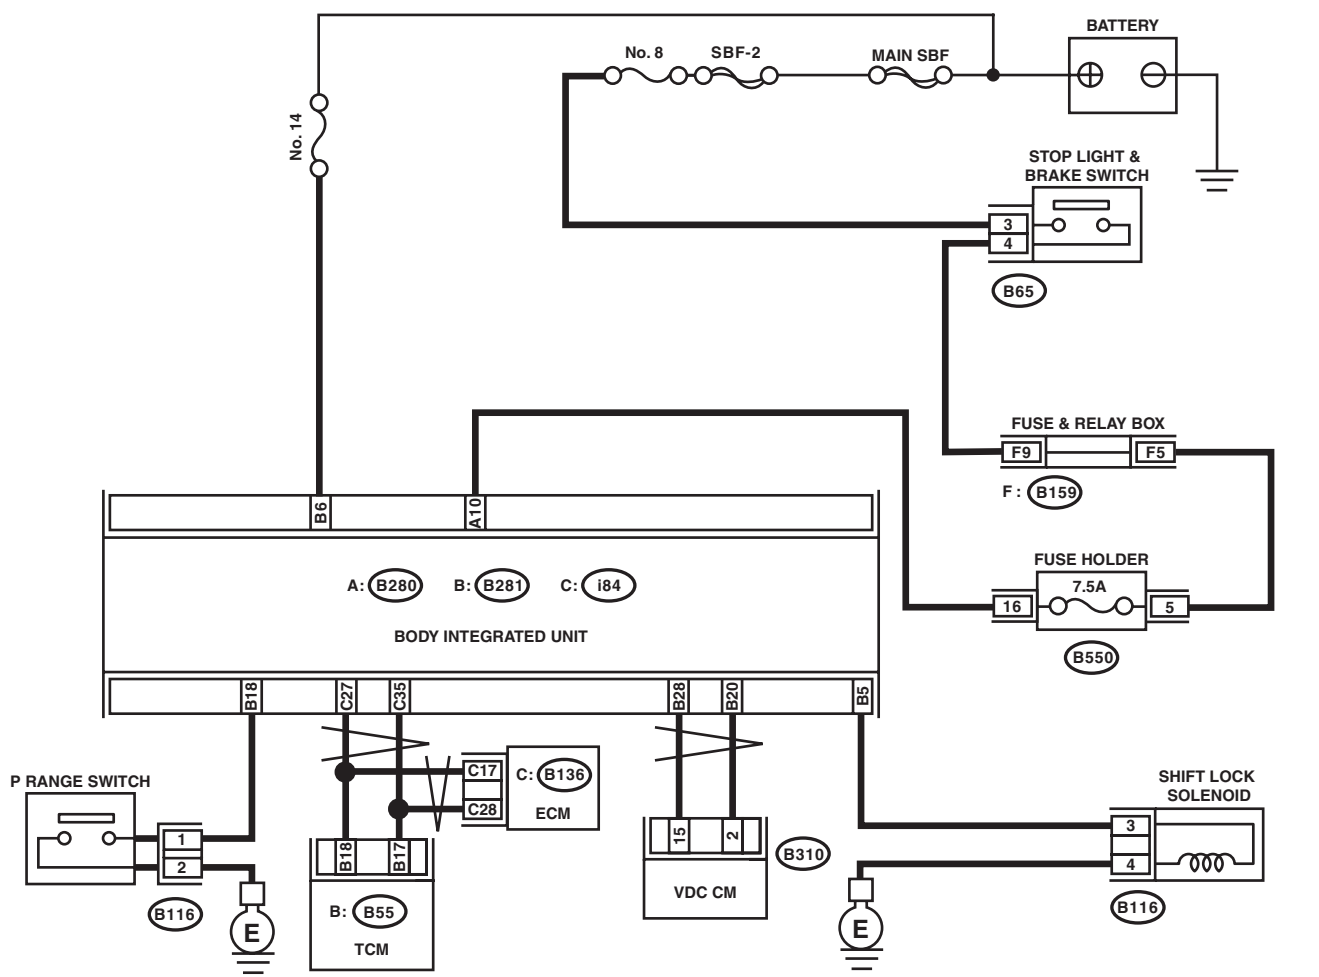 BATTERY
No. 8
SBF-2
MAIN SBF
No. 14
STOP LIGHT &
BRAKE SWITCH
3
4
B65
FUSE & RELAY BOX
F9
F5
F :
B159
FUSE HOLDER
7.5A
16
5
B550
B6
A10
A:
B280
B:
B281
C:
i84
BODY INTEGRATED UNIT
B18
C27
C35
B28
B20
B5
P RANGE SWITCH
1
2
B116
E
C17
C28
C:
B136
ECM
B18
B17
B:
B55
TCM
15
2
B310
VDC CM
SHIFT LOCK
SOLENOID
3
4
B116
E